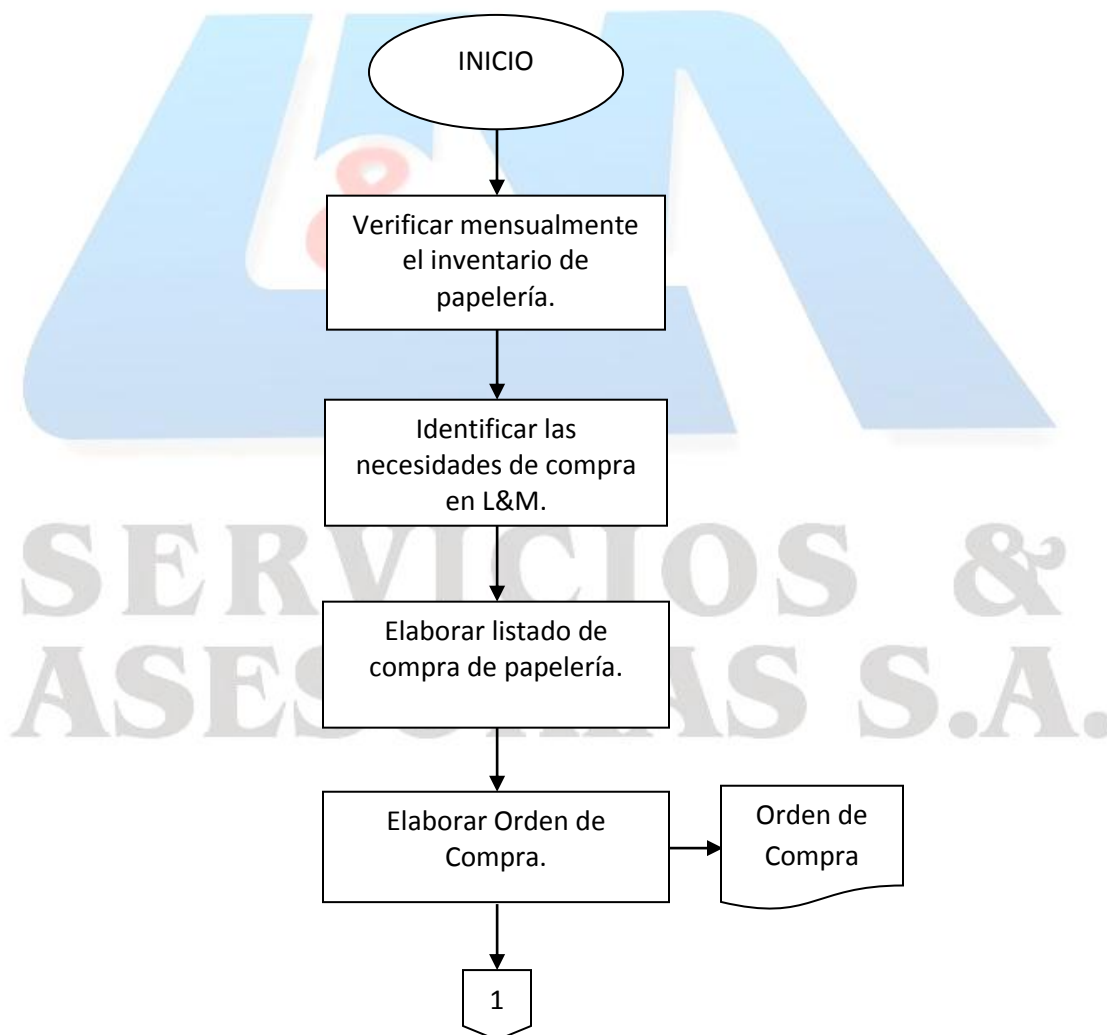 INICIO
Verificar mensualmente
el inventario de
papelería.
Identificar las
necesidades de compra
en L&M.
SERVICIOS &
Elaborar listado de
compra de papelería.
ASESORIAS S.A.
Elaborar Orden de
Compra.
Orden de
Compra
1